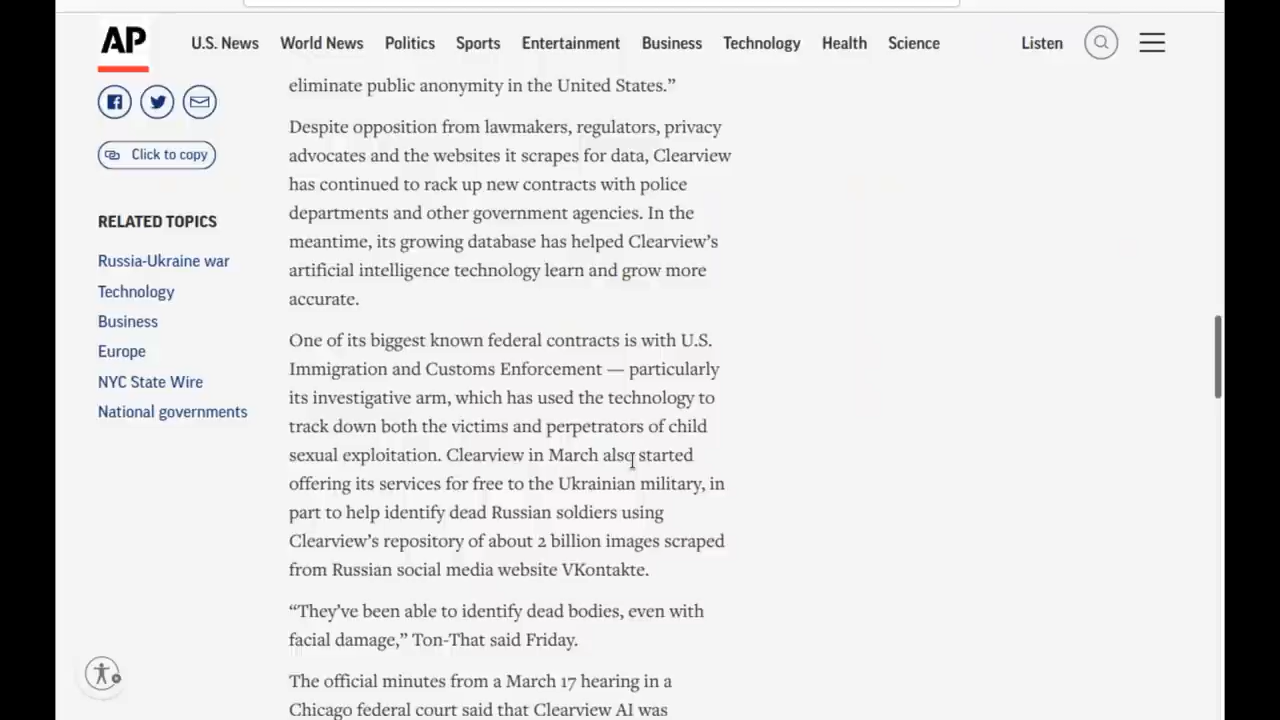 AP
U.S. News World News Politics Sports Entertainment Business Technology Health Science Listen
Click to copy
RELATED TOPICS
Russia-Ukraine war
Technology
Business
Europe
NYC State Wire
National governments
eliminate public anonymity in the United States.”
Despite opposition from lawmakers, regulators, privacy
advocates and the websites it scrapes for data, Clearview
has continued to rack up new contracts with police
departments and other government agencies. In the
meantime, its growing database has helped Clearview’s
artificial intelligence technology learn and grow more
accurate.
One of its biggest known federal contracts is with U.S.
Immigration and Customs Enforcement — particularly
its investigative arm, which has used the technology to
track down both the victims and perpetrators of child
sexual exploitation. Clearview in March also started
offering its services for free to the Ukrainian military, in
part to help identify dead Russian soldiers using
Clearview’s repository of about 2 billion images scraped
from Russian social media website VKontakte.
“They’ve been able to identify dead bodies, even with
facial damage,” Ton-That said Friday.
The official minutes from a March 17 hearing in a
Chicago federal court said that Clearview AI was